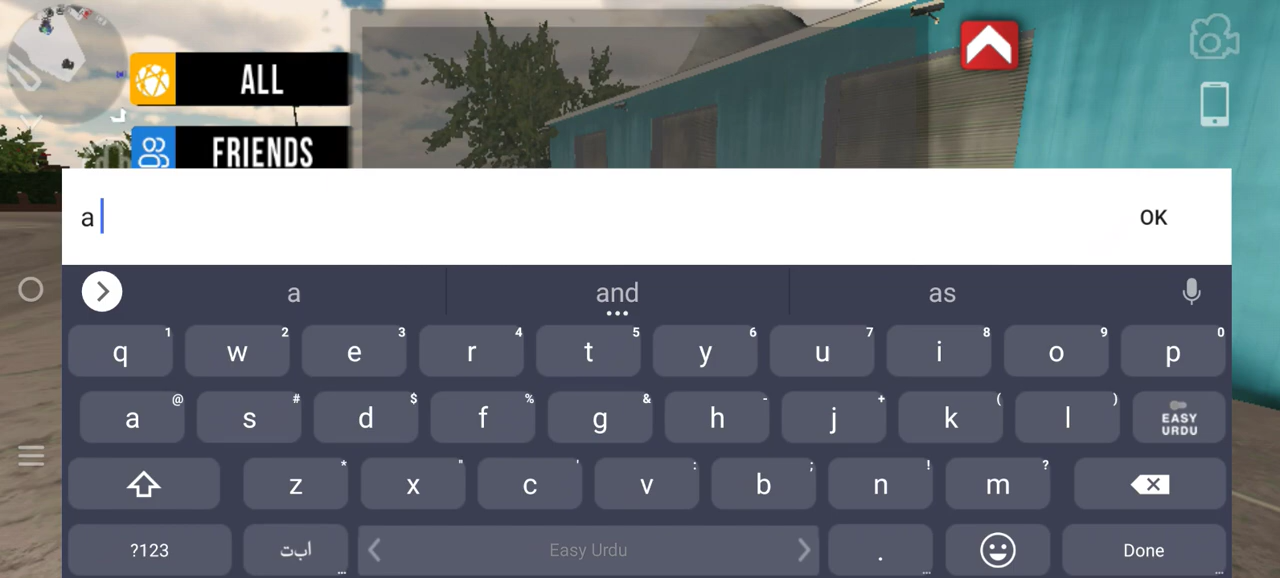 ALL
FRIENDS
a
OK
a and as
q 1 w 2 e 3 r 4 t 5 y 6 u 7 i 8 o 9 p 0
a @ s # d $ f % g & h - j + k ( l ) EASY URDU
z * x " c ' v : b ; n ! m ?
?123 ابت Easy Urdu . Done